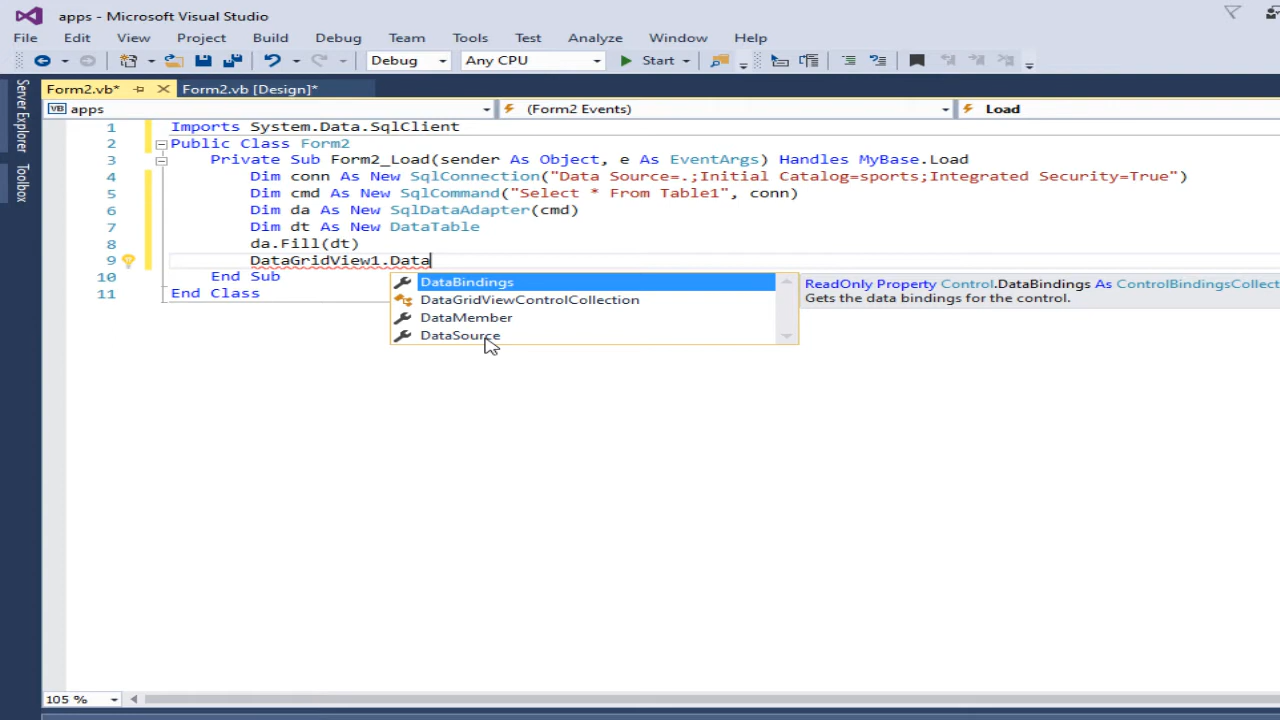 apps - Microsoft Visual Studio
File Edit View Project Build Debug Team Tools Test Analyze Window Help
Debug Any CPU Start
Form2.vb* Form2.vb [Design]*
VB apps (Form2 Events) Load
Server Explorer
Toolbox
1 Imports System.Data.SqlClient
2 Public Class Form2
3 Private Sub Form2_Load(sender As Object, e As EventArgs) Handles MyBase.Load
4 Dim conn As New SqlConnection("Data Source=.;Initial Catalog=sports;Integrated Security=True")
5 Dim cmd As New SqlCommand("Select * From Table1", conn)
6 Dim da As New SqlDataAdapter(cmd)
7 Dim dt As New DataTable
8 da.Fill(dt)
9 DataGridView1.Data
10 End Sub
11 End Class
DataBindings
DataGridViewControlCollection
DataMember
DataSource
ReadOnly Property Control.DataBindings As ControlBindingsCollect
Gets the data bindings for the control.
105 %